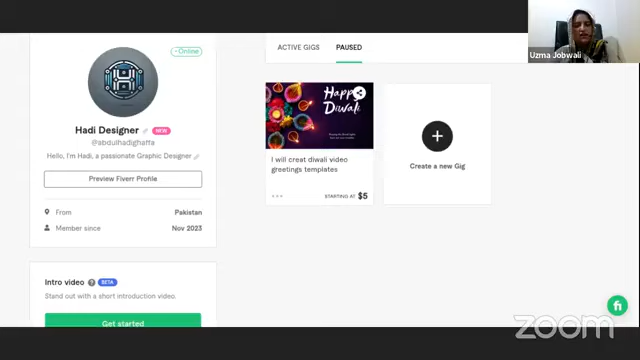 ACTIVE GIGS
PAUSED
Uzma Jobwali
Online
Happy
Diwali
Hadi Designer
NEW
@abdulhadighaffa
Hello, I'm Hadi, a passionate Graphic Designer
Preview Fiverr Profile
From Pakistan
Member since Nov 2023
I will creat diwali video
greetings templates
STARTING AT $5
Create a new Gig
Intro video ? BETA
Stand out with a short introduction video.
Get started
fi
zoom